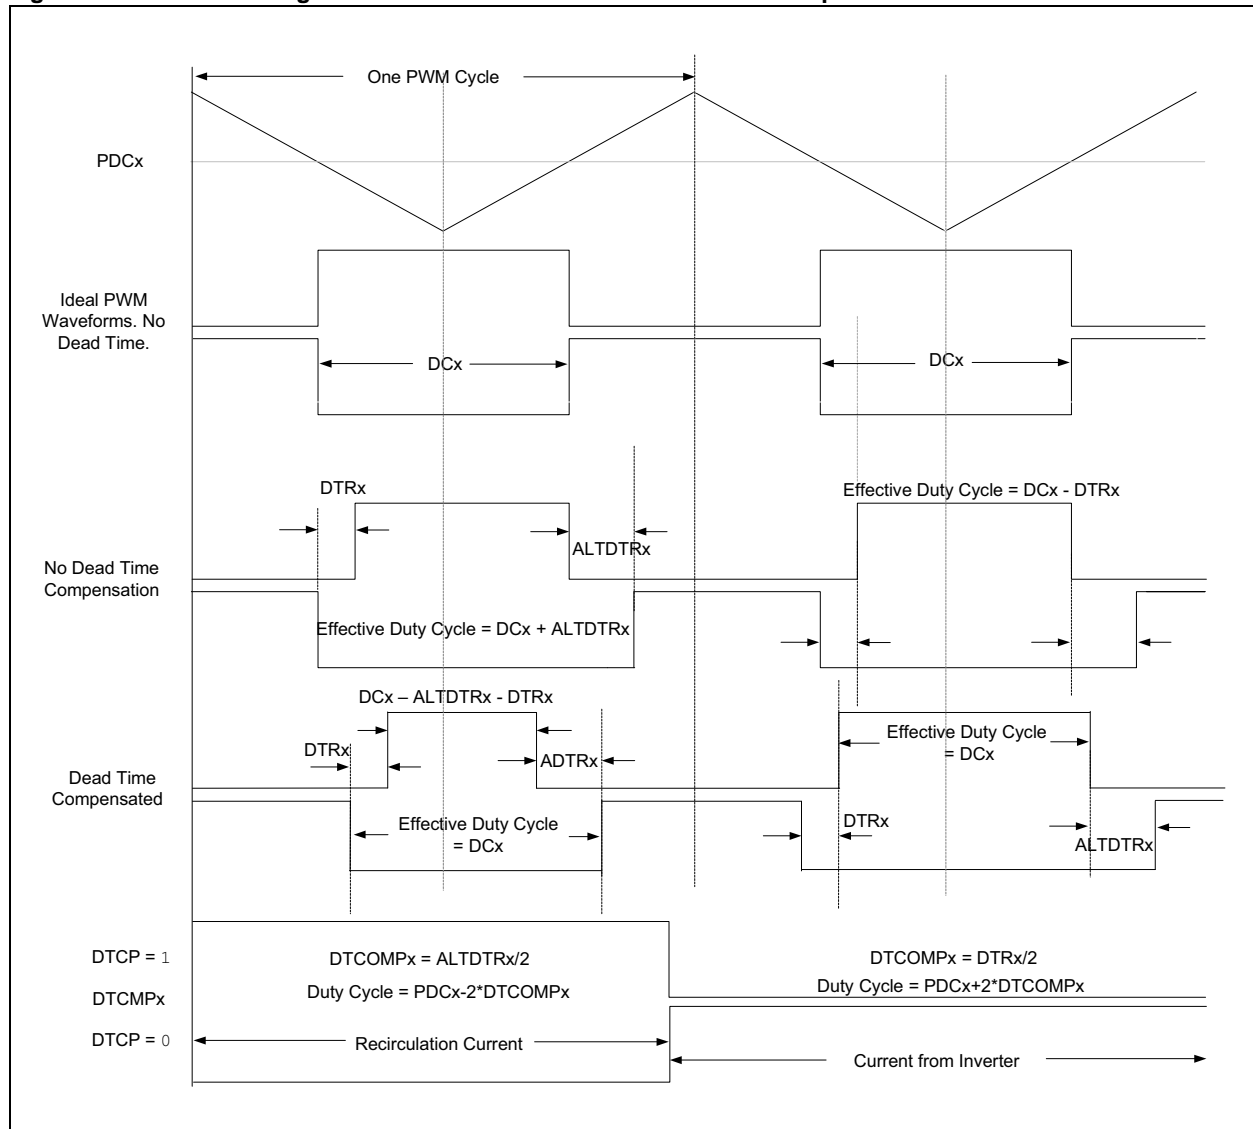 One PWM Cycle
PDCx
Ideal PWM
Waveforms. No
Dead Time.
DCx
DCx
DTRx
Effective Duty Cycle = DCx - DTRx
ALTDTRx
No Dead Time
Compensation
Effective Duty Cycle = DCx + ALTDTRx
DCx – ALTDTRx - DTRx
DTRx
ADTRx
Effective Duty Cycle
= DCx
Dead Time
Compensated
Effective Duty Cycle
= DCx
DTRx
ALTDTRx
DTCP = 1
DTCOMPx = ALTDTRx/2
DTCOMPx = DTRx/2
DTCMPx
Duty Cycle = PDCx-2*DTCOMPx
Duty Cycle = PDCx+2*DTCOMPx
DTCP = 0
Recirculation Current
Current from Inverter